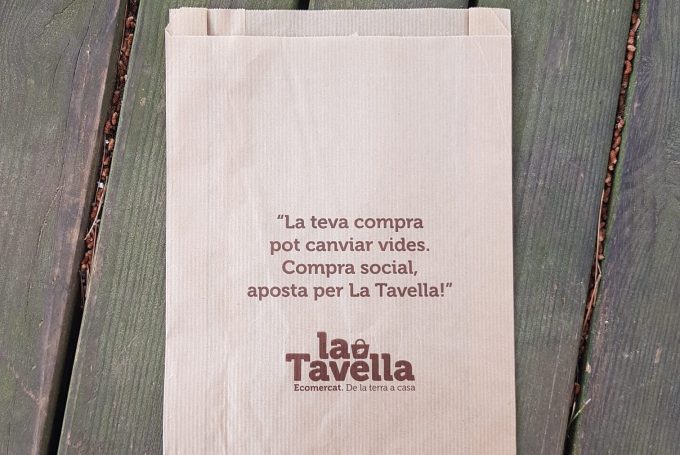 “La teva compra
pot canviar vides.
Compra social,
aposta per La Tavella!”
la
Tavella
Ecomercat. De la terra a casa